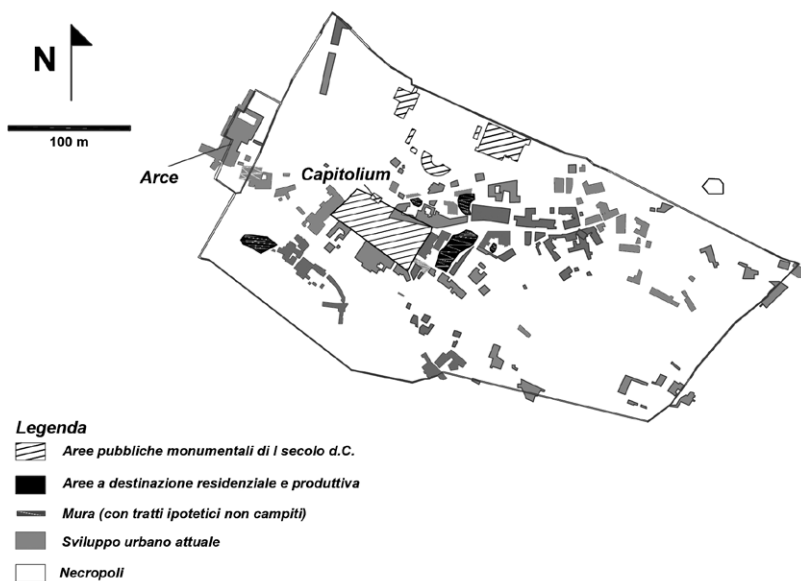 N
100 m
Arce
Capitolium
Legenda
Aree pubbliche monumentali di I secolo d.C.
Aree a destinazione residenziale e produttiva
Mura (con tratti ipotetici non campiti)
Sviluppo urbano attuale
Necropoli